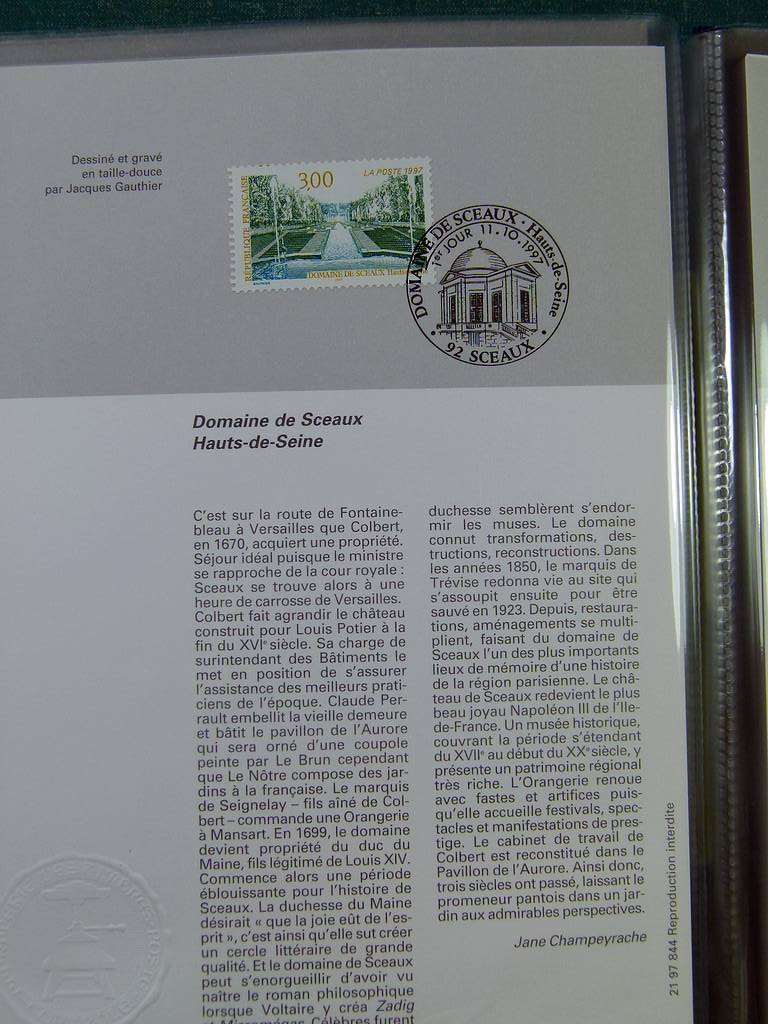 Dessiné et gravé
en taille-douce
par Jacques Gauthier
RÉPUBLIQUE FRANÇAISE
3,00
LA POSTE 1997
DOMAINE DE SCEAUX Hauts
DOMAINE DE SCEAUX · Hauts-de-Seine
1er JOUR 11.10.1997
· 92 SCEAUX ·
Domaine de Sceaux
Hauts-de-Seine
C'est sur la route de Fontaine-
bleau à Versailles que Colbert,
en 1670, acquiert une propriété.
Séjour idéal puisque le ministre
se rapproche de la cour royale :
Sceaux se trouve alors à une
heure de carrosse de Versailles.
Colbert fait agrandir le château
construit pour Louis Potier à la
fin du XVIe siècle. Sa charge de
surintendant des Bâtiments le
met en position de s'assurer
l'assistance des meilleurs prati-
ciens de l'époque. Claude Per-
rault embellit la vieille demeure
et bâtit le pavillon de l'Aurore
qui sera orné d'une coupole
peinte par Le Brun cependant
que Le Nôtre compose des jar-
dins à la française. Le marquis
de Seignelay – fils aîné de Col-
bert – commande une Orangerie
à Mansart. En 1699, le domaine
devient propriété du duc du
Maine, fils légitimé de Louis XIV.
Commence alors une période
éblouissante pour l'histoire de
Sceaux. La duchesse du Maine
désirait « que la joie eût de l'es-
prit », c'est ainsi qu'elle sut créer
un cercle littéraire de grande
qualité. Et le domaine de Sceaux
peut s'enorgueillir d'avoir vu
naître le roman philosophique
lorsque Voltaire y créa Zadig
et Micromégas. Célèbres furent
duchesse semblèrent s'endor-
mir les muses. Le domaine
connut transformations, des-
tructions, reconstructions. Dans
les années 1850, le marquis de
Trévise redonna vie au site qui
s'assoupit ensuite pour être
sauvé en 1923. Depuis, restaura-
tions, aménagements se multi-
plient, faisant du domaine de
Sceaux l'un des plus importants
lieux de mémoire d'une histoire
de la région parisienne. Le châ-
teau de Sceaux redevient le plus
beau joyau Napoléon III de l'Ile-
de-France. Un musée historique,
couvrant la période s'étendant
du XVIIe au début du XXe siècle, y
présente un patrimoine régional
très riche. L'Orangerie renoue
avec fastes et artifices puis-
qu'elle accueille festivals, spec-
tacles et manifestations de pres-
tige. Le cabinet de travail de
Colbert est reconstitué dans le
Pavillon de l'Aurore. Ainsi donc,
trois siècles ont passé, laissant le
promeneur pantois dans un jar-
din aux admirables perspectives.
Jane Champeyrache
21 97 844 Reproduction interdite